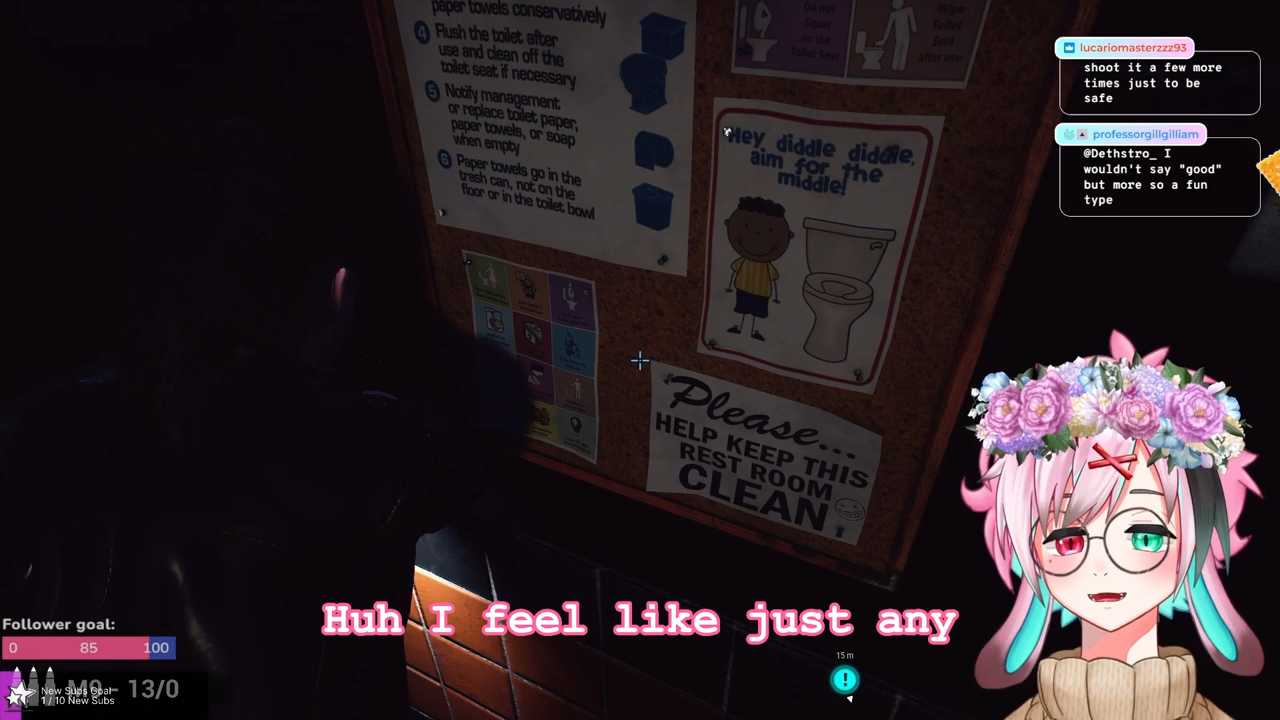 paper towels conservatively
4 Flush the toilet after
use and clean off the
toilet seat if necessary
5 Notify management
or replace toilet paper,
paper towels, or soap
when empty
6 Paper towels go in the
trash can, not on the
floor or in the toilet bowl
Do not
Squat
on the
Toilet Seat
Wipe
Toilet
Seat
after use
Hey diddle diddle,
aim for the
middle!
Please...
HELP KEEP THIS
REST ROOM
CLEAN
lucariomasterzzz93
shoot it a few more
times just to be
safe
professorgillgilliam
@Dethstro_ I
wouldn't say "good"
but more so a fun
type
Huh I feel like just any
Follower goal:
0 85 100
M9 - 13/0
New Subs Goal
1 / 10 New Subs
15 m
!